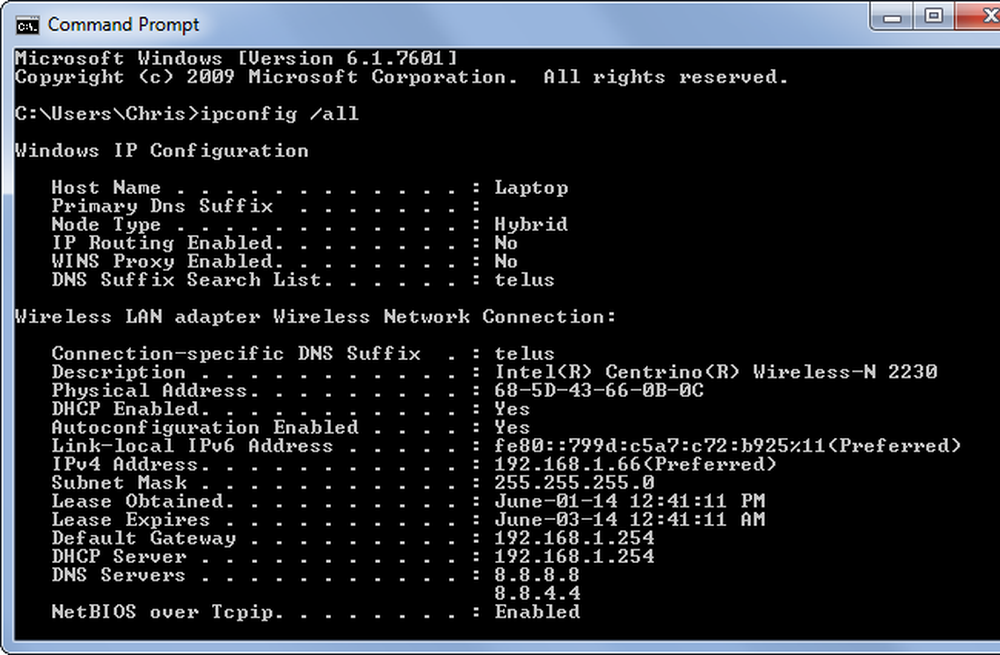 Command Prompt
Microsoft Windows [Version 6.1.7601]
Copyright (c) 2009 Microsoft Corporation.  All rights reserved.
C:\Users\Chris>ipconfig /all
Windows IP Configuration
Host Name . . . . . . . . . . . . : Laptop
Primary Dns Suffix  . . . . . . . :
Node Type . . . . . . . . . . . . : Hybrid
IP Routing Enabled. . . . . . . . : No
WINS Proxy Enabled. . . . . . . . : No
DNS Suffix Search List. . . . . . : telus
Wireless LAN adapter Wireless Network Connection:
Connection-specific DNS Suffix  . : telus
Description . . . . . . . . . . . : Intel(R) Centrino(R) Wireless-N 2230
Physical Address. . . . . . . . . : 68-5D-43-66-0B-0C
DHCP Enabled. . . . . . . . . . . : Yes
Autoconfiguration Enabled . . . . : Yes
Link-local IPv6 Address . . . . . : fe80::799d:c5a7:c72:b925%11(Preferred)
IPv4 Address. . . . . . . . . . . : 192.168.1.66(Preferred)
Subnet Mask . . . . . . . . . . . : 255.255.255.0
Lease Obtained. . . . . . . . . . : June-01-14 12:41:11 PM
Lease Expires . . . . . . . . . . : June-03-14 12:41:11 AM
Default Gateway . . . . . . . . . : 192.168.1.254
DHCP Server . . . . . . . . . . . : 192.168.1.254
DNS Servers . . . . . . . . . . . : 8.8.8.8
8.8.4.4
NetBIOS over Tcpip. . . . . . . . : Enabled